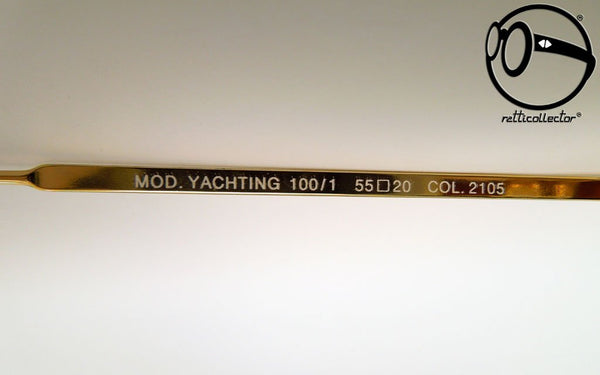 MOD. YACHTING 100/1 55□20 COL. 2105
retticollector®